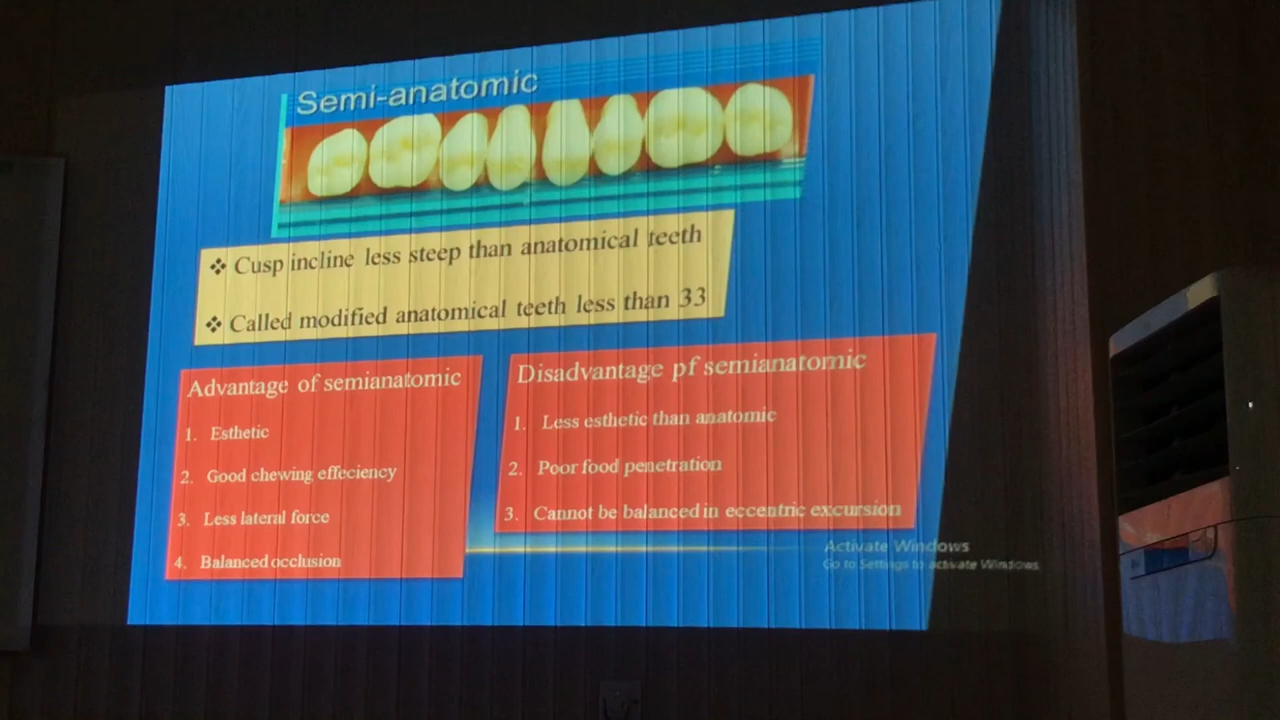 Semi-anatomic
❖ Cusp incline less steep than anatomical teeth
❖ Called modified anatomical teeth less than 33
Advantage of semianatomic
1. Esthetic
2. Good chewing effeciency
3. Less lateral force
4. Balanced occlusion
Disadvantage pf semianatomic
1. Less esthetic than anatomic
2. Poor food penetration
3. Cannot be balanced in eccentric excursion
Activate Windows
Go to Settings to activate Windows.